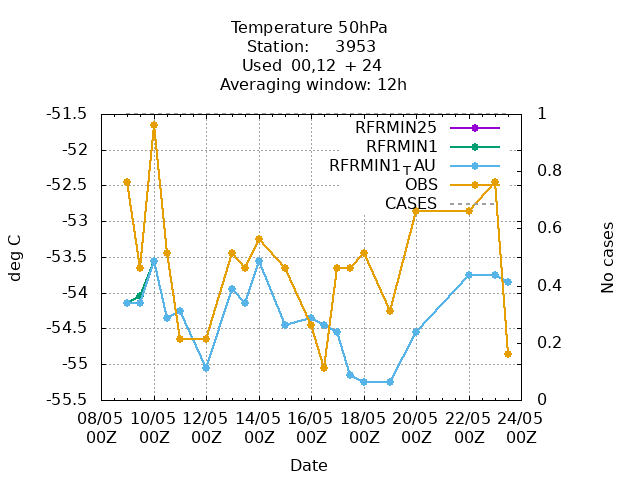 Temperature 50hPa
Station: 3953
Used 00,12 + 24
Averaging window: 12h
-51.5
-52
-52.5
-53
-53.5
-54
-54.5
-55
-55.5
deg C
1
0.8
0.6
0.4
0.2
0
No cases
RFRMIN25
RFRMIN1
RFRMIN1TAU
OBS
CASES
08/05 10/05 12/05 14/05 16/05 18/05 20/05 22/05 24/05
00Z 00Z 00Z 00Z 00Z 00Z 00Z 00Z 00Z
Date